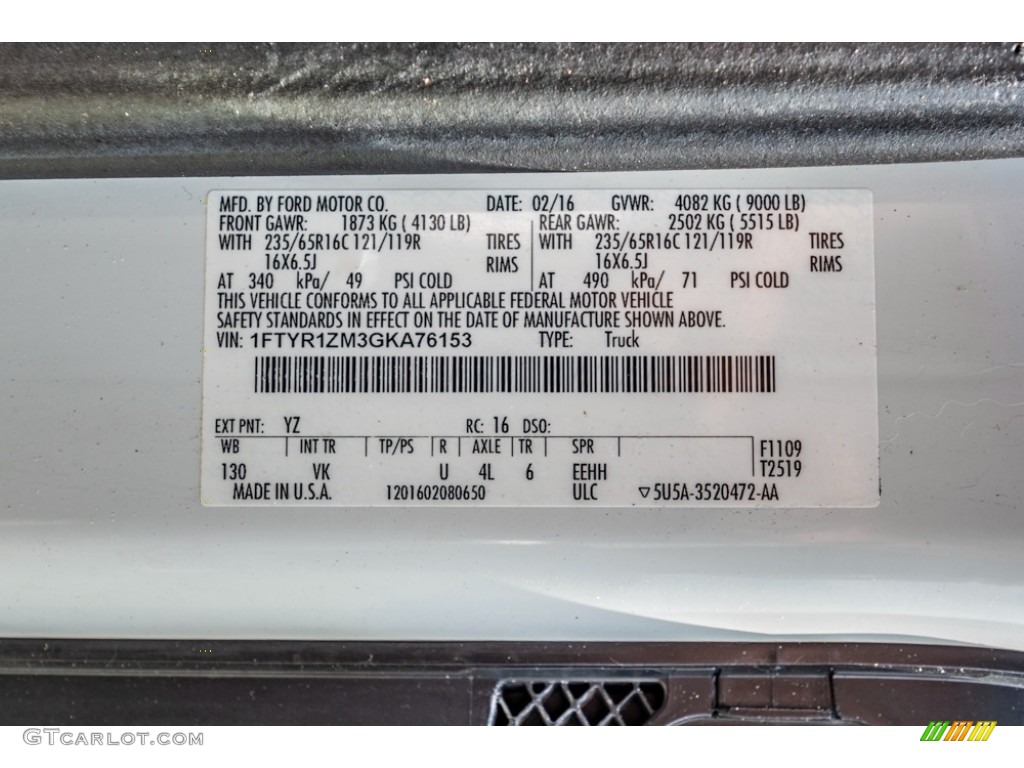 MFD. BY FORD MOTOR CO. DATE: 02/16 GVWR: 4082 KG ( 9000 LB)
FRONT GAWR: 1873 KG ( 4130 LB) REAR GAWR: 2502 KG ( 5515 LB)
WITH 235/65R16C 121/119R TIRES WITH 235/65R16C 121/119R TIRES
16X6.5J RIMS 16X6.5J RIMS
AT 340 kPa/ 49 PSI COLD AT 490 kPa/ 71 PSI COLD
THIS VEHICLE CONFORMS TO ALL APPLICABLE FEDERAL MOTOR VEHICLE
SAFETY STANDARDS IN EFFECT ON THE DATE OF MANUFACTURE SHOWN ABOVE.
VIN: 1FTYR1ZM3GKA76153 TYPE: Truck
EXT PNT: YZ RC: 16 DSO:
WB INT TR TP/PS R AXLE TR SPR F1109
130 VK U 4L 6 EEHH T2519
MADE IN U.S.A. 1201602080650 ULC ▽5U5A-3520472-AA
GTCARLOT.COM